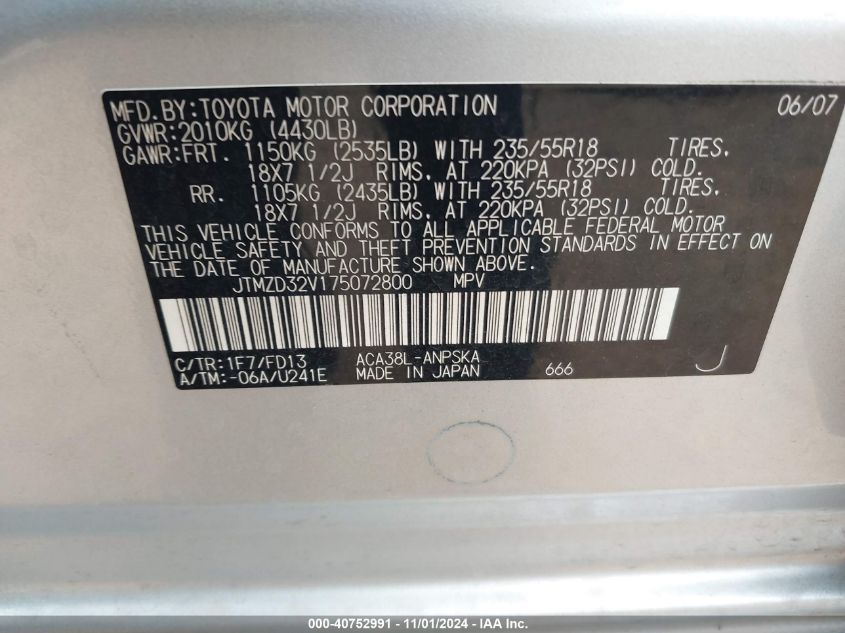 MFD.BY:TOYOTA MOTOR CORPORATION 06/07
GVWR:2010KG (4430LB)
GAWR:FRT. 1150KG (2535LB) WITH 235/55R18 TIRES.
18X7 1/2J RIMS, AT 220KPA (32PSI) COLD.
RR. 1105KG (2435LB) WITH 235/55R18 TIRES,
18X7 1/2J RIMS, AT 220KPA (32PSI) COLD.
THIS VEHICLE CONFORMS TO ALL APPLICABLE FEDERAL MOTOR
VEHICLE SAFETY AND THEFT PREVENTION STANDARDS IN EFFECT ON
THE DATE OF MANUFACTURE SHOWN ABOVE.
JTMZD32V175072800 MPV
C/TR:1F7/FD13 ACA38L-ANPSKA
A/TM:-06A/U241E MADE IN JAPAN 666 J
000-40752991 - 11/01/2024 - IAA Inc.